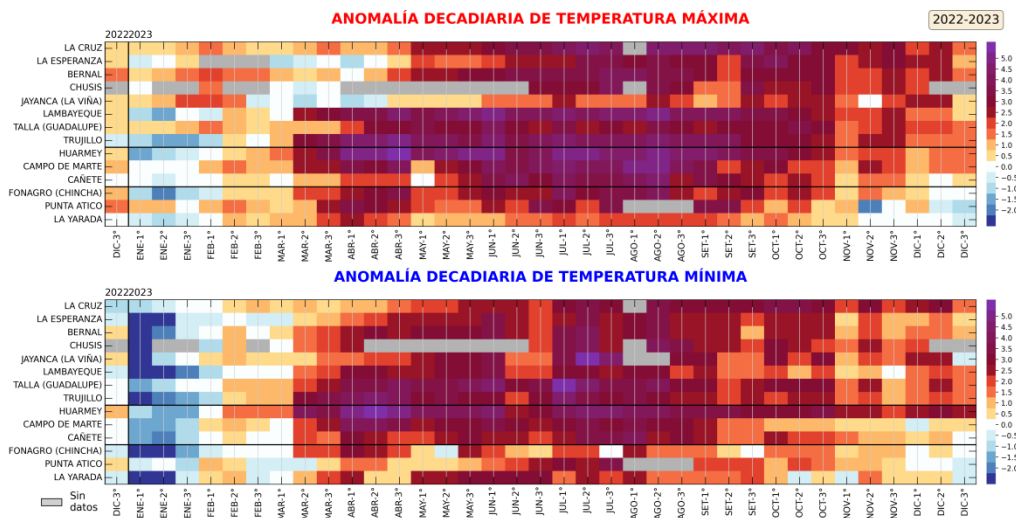 ANOMALÍA DECADIARIA DE TEMPERATURA MÁXIMA
2022-2023
20222023
LA CRUZ
LA ESPERANZA
BERNAL
CHUSIS
JAYANCA (LA VIÑA)
LAMBAYEQUE
TALLA (GUADALUPE)
TRUJILLO
HUARMEY
CAMPO DE MARTE
CAÑETE
FONAGRO (CHINCHA)
PUNTA ATICO
LA YARADA
5.0
4.5
4.0
3.5
3.0
2.5
2.0
1.5
1.0
0.5
0.0
−0.5
−1.0
−1.5
−2.0
DIC-3° ENE-1° ENE-2° ENE-3° FEB-1° FEB-2° FEB-3° MAR-1° MAR-2° MAR-3° ABR-1° ABR-2° ABR-3° MAY-1° MAY-2° MAY-3° JUN-1° JUN-2° JUN-3° JUL-1° JUL-2° JUL-3° AGO-1° AGO-2° AGO-3° SET-1° SET-2° SET-3° OCT-1° OCT-2° OCT-3° NOV-1° NOV-2° NOV-3° DIC-1° DIC-2° DIC-3°
ANOMALÍA DECADIARIA DE TEMPERATURA MÍNIMA
20222023
LA CRUZ
LA ESPERANZA
BERNAL
CHUSIS
JAYANCA (LA VIÑA)
LAMBAYEQUE
TALLA (GUADALUPE)
TRUJILLO
HUARMEY
CAMPO DE MARTE
CAÑETE
FONAGRO (CHINCHA)
PUNTA ATICO
LA YARADA
5.0
4.5
4.0
3.5
3.0
2.5
2.0
1.5
1.0
0.5
0.0
−0.5
−1.0
−1.5
−2.0
Sin
datos
DIC-3° ENE-1° ENE-2° ENE-3° FEB-1° FEB-2° FEB-3° MAR-1° MAR-2° MAR-3° ABR-1° ABR-2° ABR-3° MAY-1° MAY-2° MAY-3° JUN-1° JUN-2° JUN-3° JUL-1° JUL-2° JUL-3° AGO-1° AGO-2° AGO-3° SET-1° SET-2° SET-3° OCT-1° OCT-2° OCT-3° NOV-1° NOV-2° NOV-3° DIC-1° DIC-2° DIC-3°